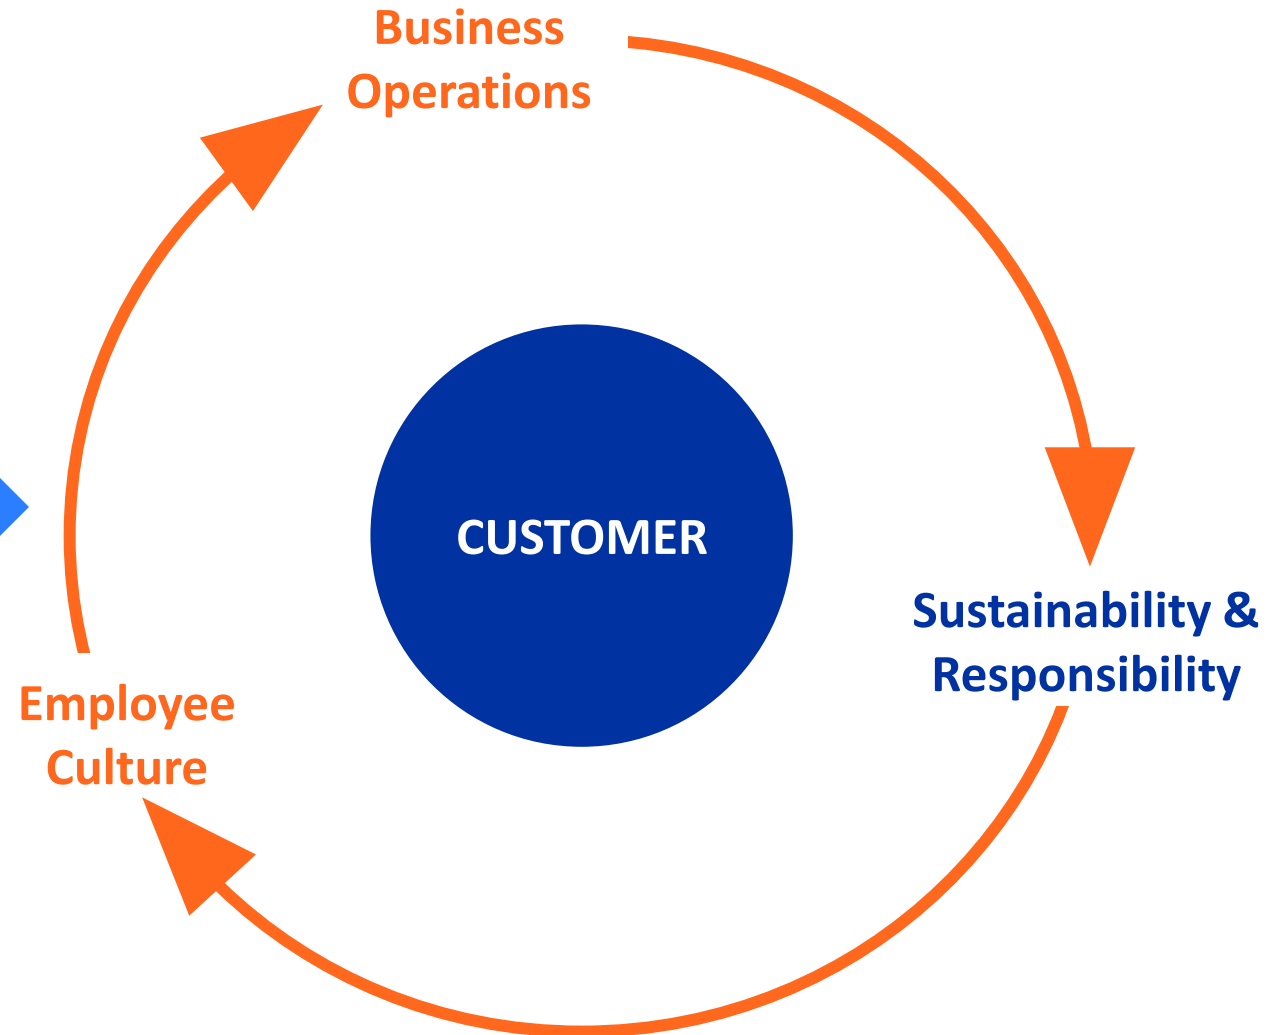 Business
Operations
CUSTOMER
Sustainability &
Responsibility
Employee
Culture